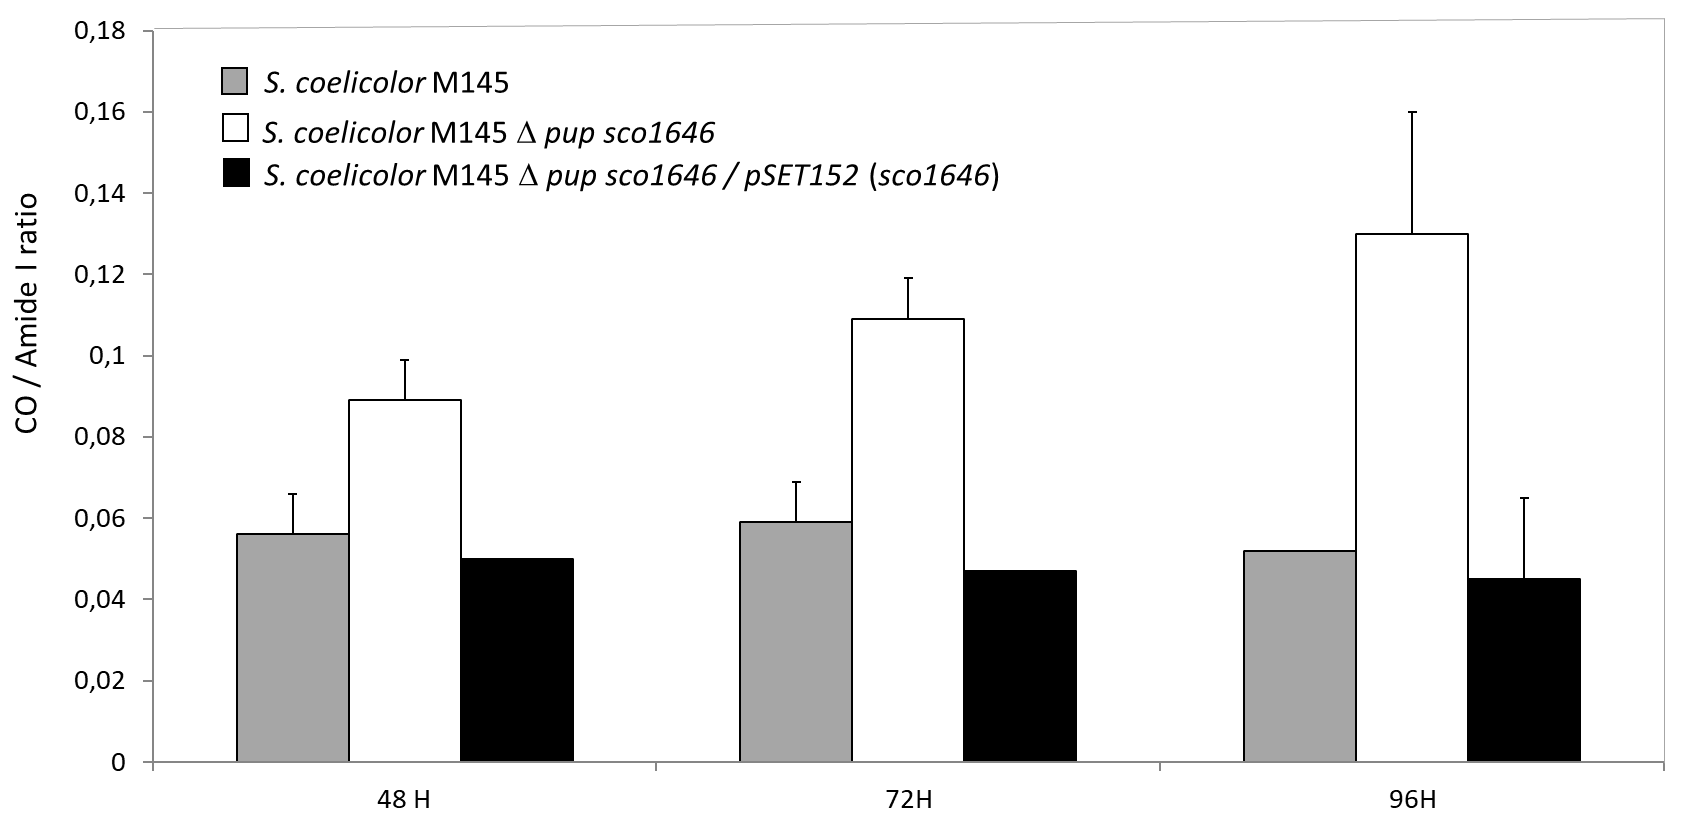 0,18
0,16
0,14
0,12
0,1
0,08
0,06
0,04
0,02
0
CO / Amide I ratio
S. coelicolor M145
S. coelicolor M145 Δ pup sco1646
S. coelicolor M145 Δ pup sco1646 / pSET152 (sco1646)
48 H
72H
96H